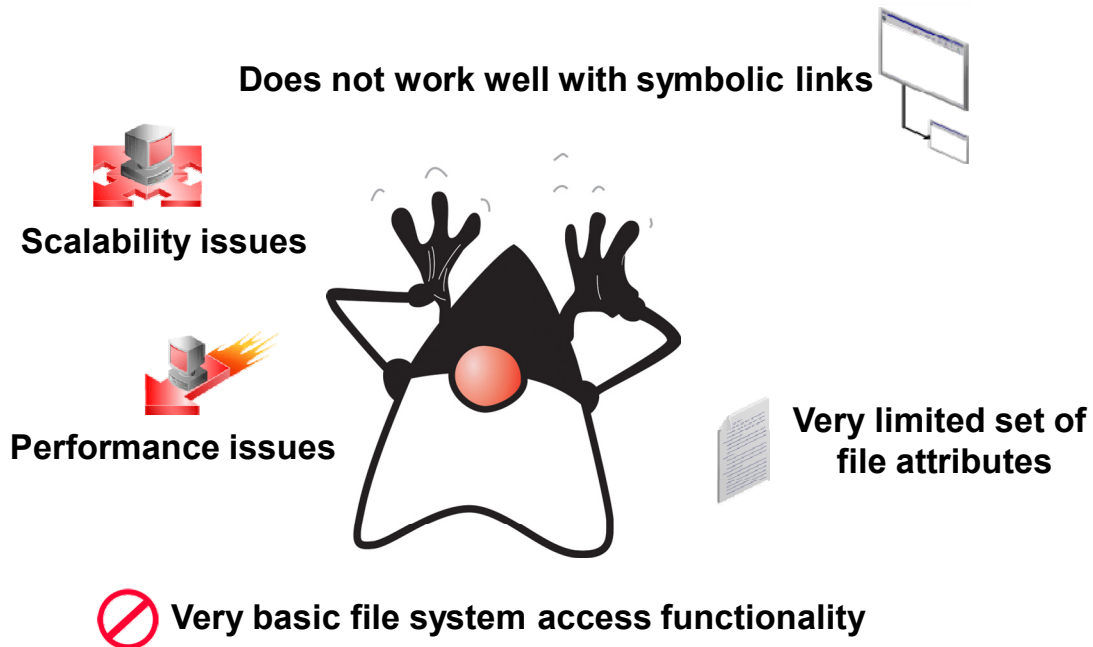 Does not work well with symbolic links
Scalability issues
Performance issues
Very limited set of
file attributes
Very basic file system access functionality